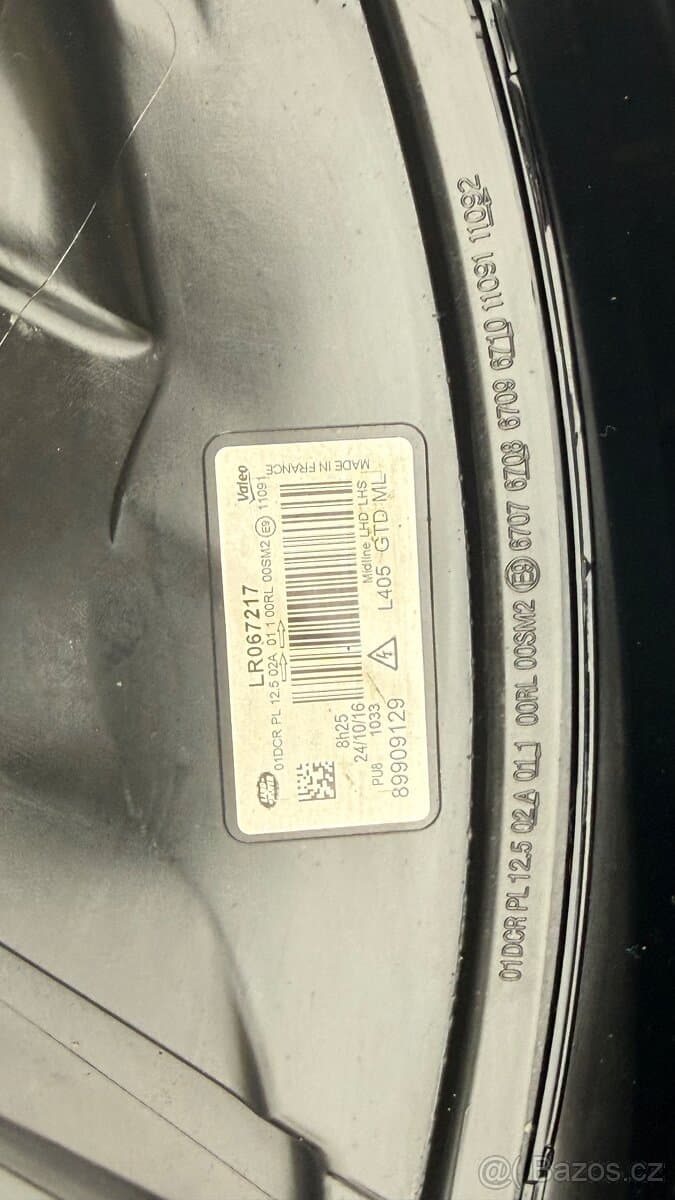 LR067217
Valeo
01DCR PL 12.5 02A 01 1 00RL 00SM2 E9 11091
MADE IN FRANCE
8h25
24/10/16
Midline LHD LHS
PU8 1033
L405 GTD ML
89909129
01DCR PL 12.5 02A 01 1 00RL 00SM2 E9 6707 6708 6709 6710 11091 11092
Bazos.cz